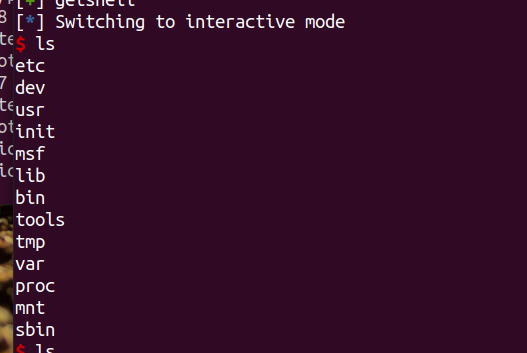 [+] getshell
[*] Switching to interactive mode
$ ls
etc
dev
usr
init
msf
lib
bin
tools
tmp
var
proc
mnt
sbin
$ ls